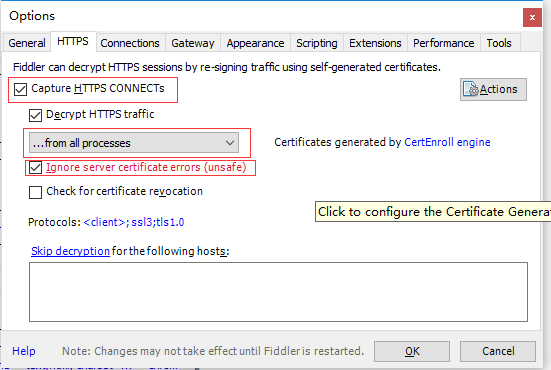 Options
General HTTPS Connections Gateway Appearance Scripting Extensions Performance Tools
Fiddler can decrypt HTTPS sessions by re-signing traffic using self-generated certificates.
Capture HTTPS CONNECTs
Actions
Decrypt HTTPS traffic
...from all processes
Certificates generated by CertEnroll engine
Ignore server certificate errors (unsafe)
Check for certificate revocation
Click to configure the Certificate Genera
Protocols: <client>;ssl3;tls1.0
Skip decryption for the following hosts:
Help Note: Changes may not take effect until Fiddler is restarted. OK Cancel